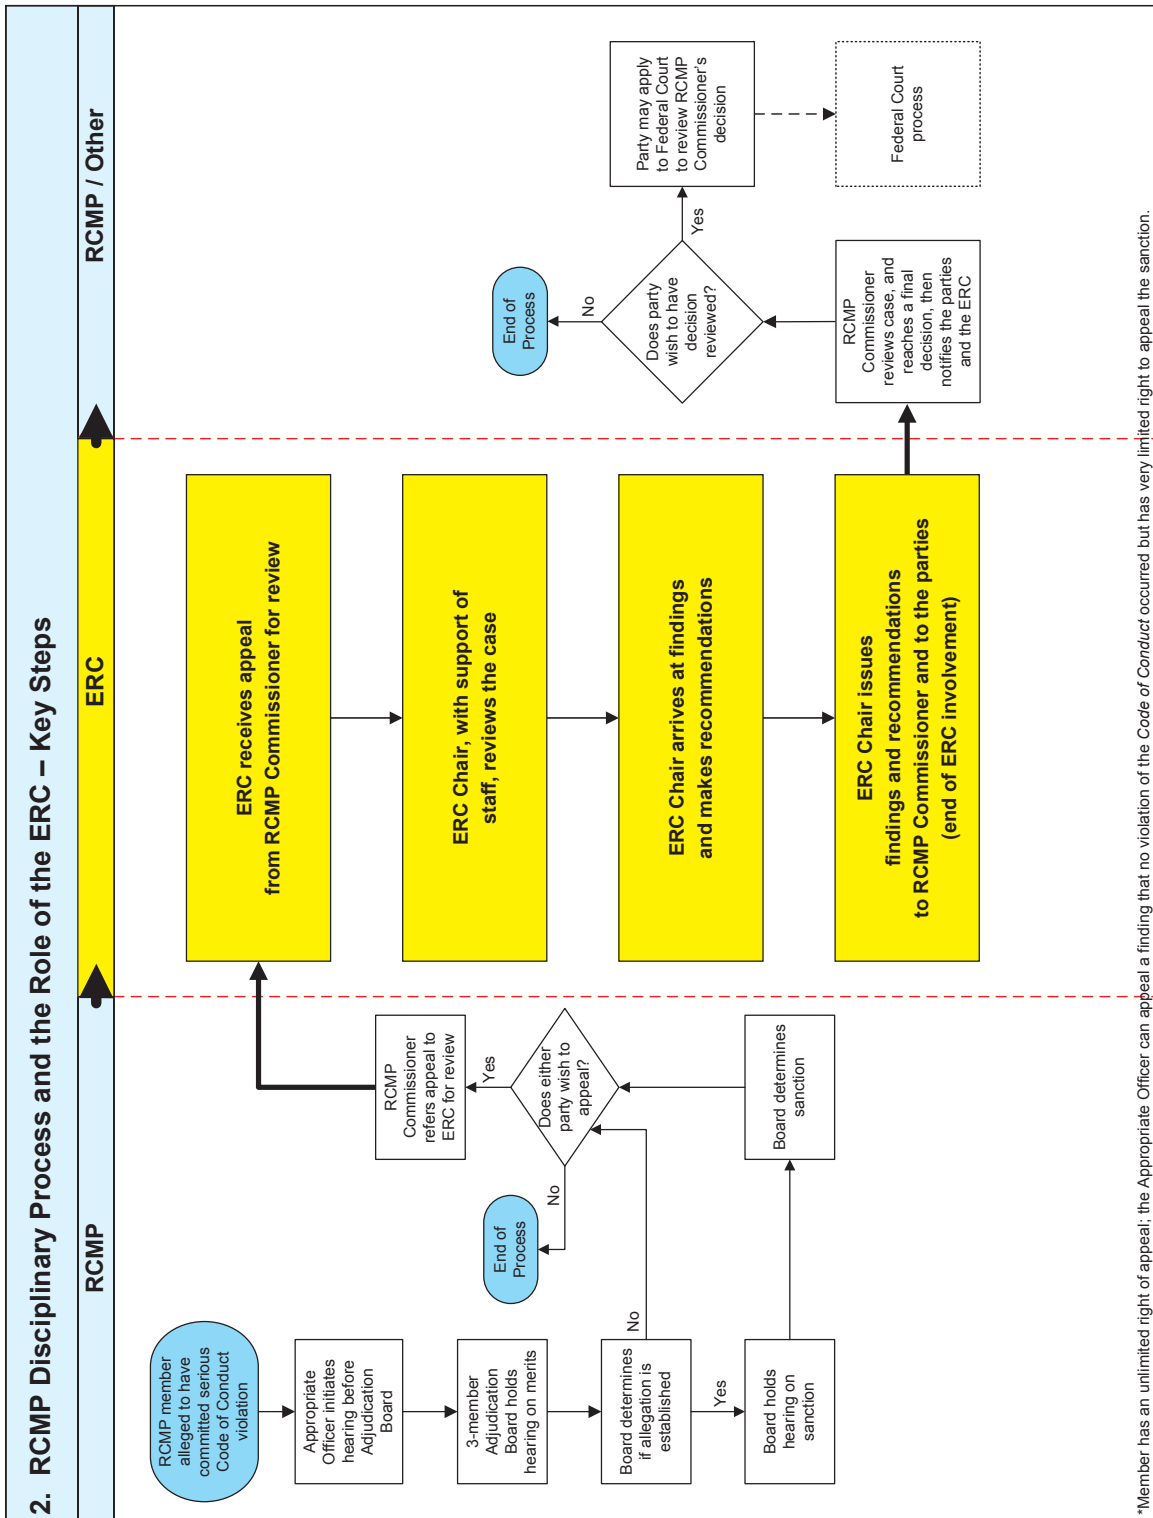 2. RCMP Disciplinary Process and the Role of the ERC – Key Steps
RCMP
ERC
RCMP / Other
RCMP member
alleged to have
committed serious
Code of Conduct
violation
Appropriate
Officer initiates
hearing before
Adjudication
Board
3-member
Adjudication
Board holds
hearing on merits
Board determines
if allegation is
established
No
Yes
Board holds
hearing on
sanction
Board determines
sanction
Does either
party wish to
appeal?
No
End of
Process
Yes
RCMP
Commissioner
refers appeal to
ERC for review
ERC receives appeal
from RCMP Commissioner for review
ERC Chair, with support of
staff, reviews the case
ERC Chair arrives at findings
and makes recommendations
ERC Chair issues
findings and recommendations
to RCMP Commissioner and to the parties
(end of ERC involvement)
RCMP
Commissioner
reviews case, and
reaches a final
decision, then
notifies the parties
and the ERC
Does party
wish to have
decision
reviewed?
No
End of
Process
Yes
Party may apply
to Federal Court
to review RCMP
Commissioner's
decision
Federal Court
process
*Member has an unlimited right of appeal; the Appropriate Officer can appeal a finding that no violation of the Code of Conduct occurred but has very limited right to appeal the sanction.